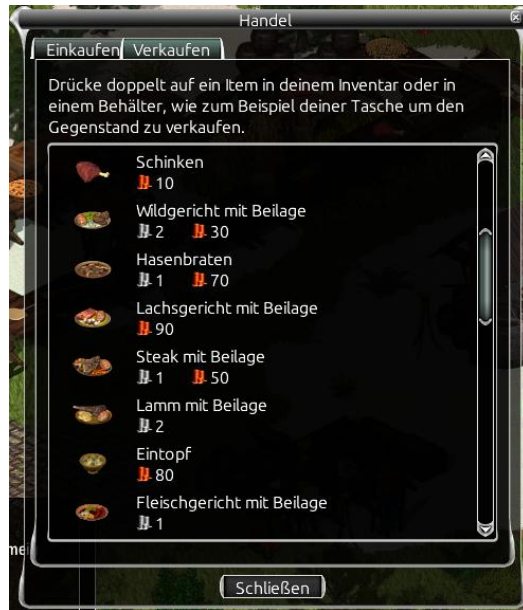 Handel
Einkaufen Verkaufen
Drücke doppelt auf ein Item in deinem Inventar oder in
einem Behälter, wie zum Beispiel deiner Tasche um den
Gegenstand zu verkaufen.
Schinken
10
Wildgericht mit Beilage
2 30
Hasenbraten
1 70
Lachsgericht mit Beilage
90
Steak mit Beilage
1 50
Lamm mit Beilage
2
Eintopf
80
Fleischgericht mit Beilage
1
mei
Schließen